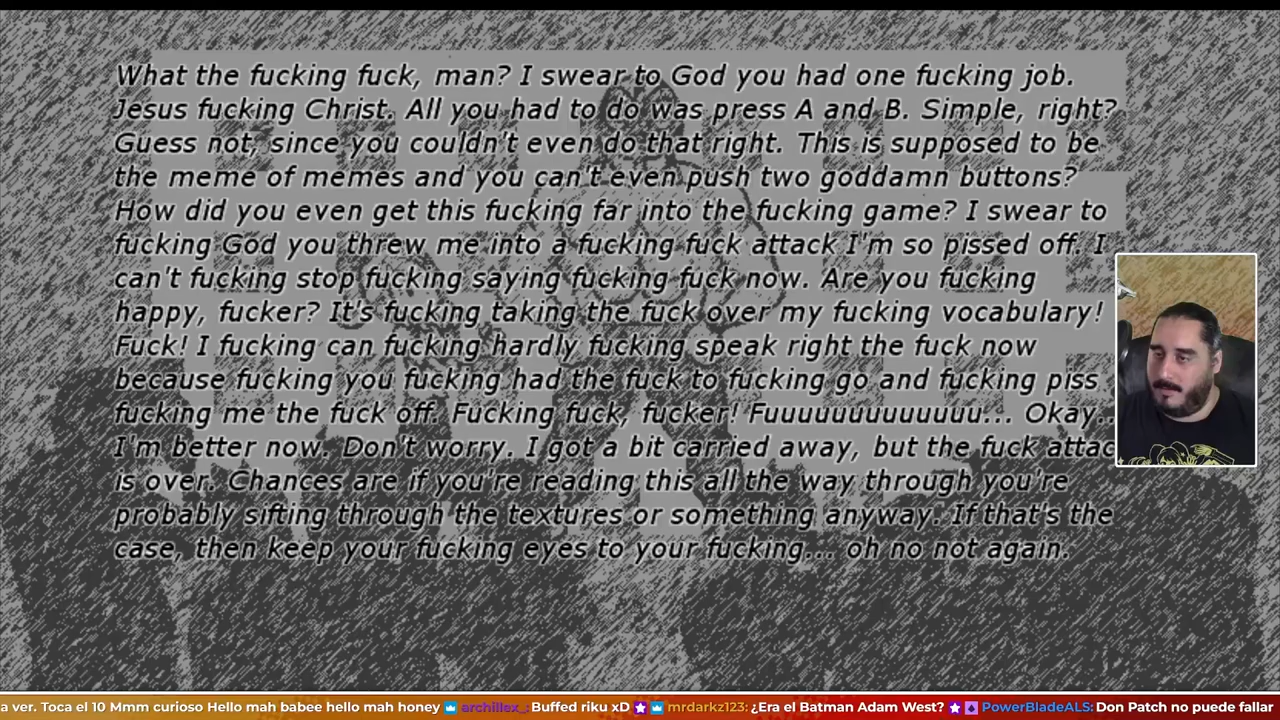 What the fucking fuck, man? I swear to God you had one fucking job.
Jesus fucking Christ. All you had to do was press A and B. Simple, right?
Guess not, since you couldn't even do that right. This is supposed to be
the meme of memes and you can't even push two goddamn buttons?
How did you even get this fucking far into the fucking game? I swear to
fucking God you threw me into a fucking fuck attack I'm so pissed off. I
can't fucking stop fucking saying fucking fuck now. Are you fucking
happy, fucker? It's fucking taking the fuck over my fucking vocabulary!
Fuck! I fucking can fucking hardly fucking speak right the fuck now
because fucking you fucking had the fuck to fucking go and fucking piss
fucking me the fuck off. Fucking fuck, fucker! Fuuuuuuuuuuuuu... Okay..
I'm better now. Don't worry. I got a bit carried away, but the fuck attac
is over. Chances are if you're reading this all the way through you're
probably sifting through the textures or something anyway. If that's the
case, then keep your fucking eyes to your fucking... oh no not again.
a ver. Toca el 10 Mmm curioso Hello mah babee hello mah honey archillex_: Buffed riku xD mrdarkz123: ¿Era el Batman Adam West? PowerBladeALS: Don Patch no puede fallar